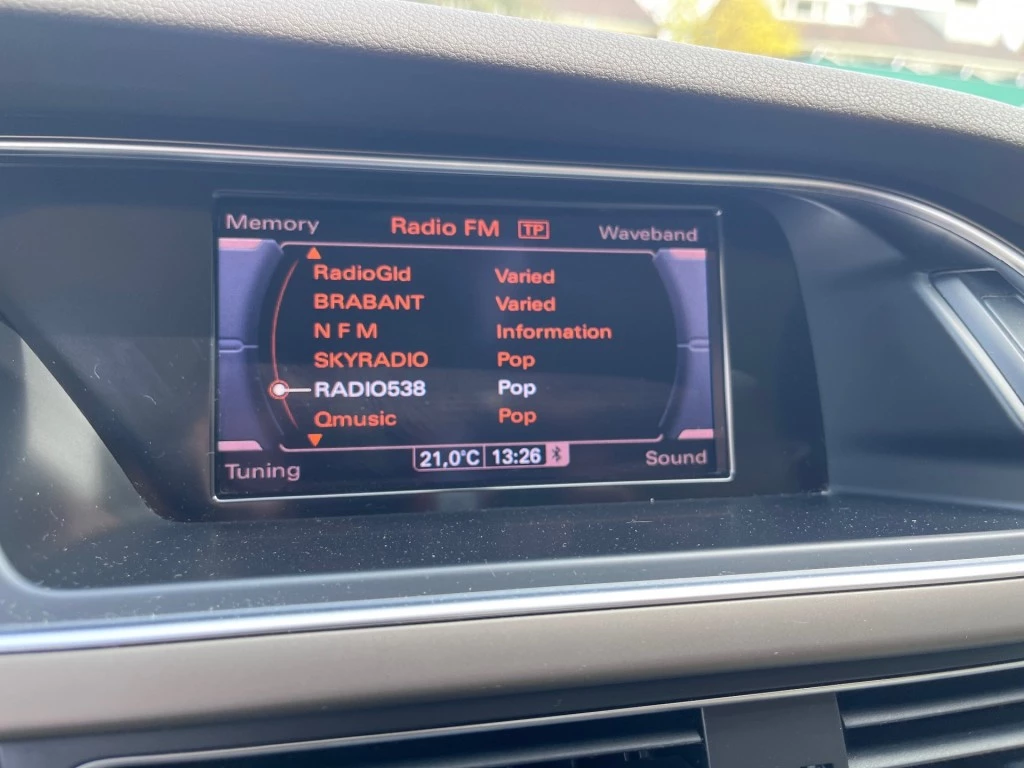 Memory Radio FM TP Waveband
RadioGld Varied
BRABANT Varied
N F M Information
SKYRADIO Pop
RADIO538 Pop
Qmusic Pop
Tuning 21,0°C 13:26 Sound